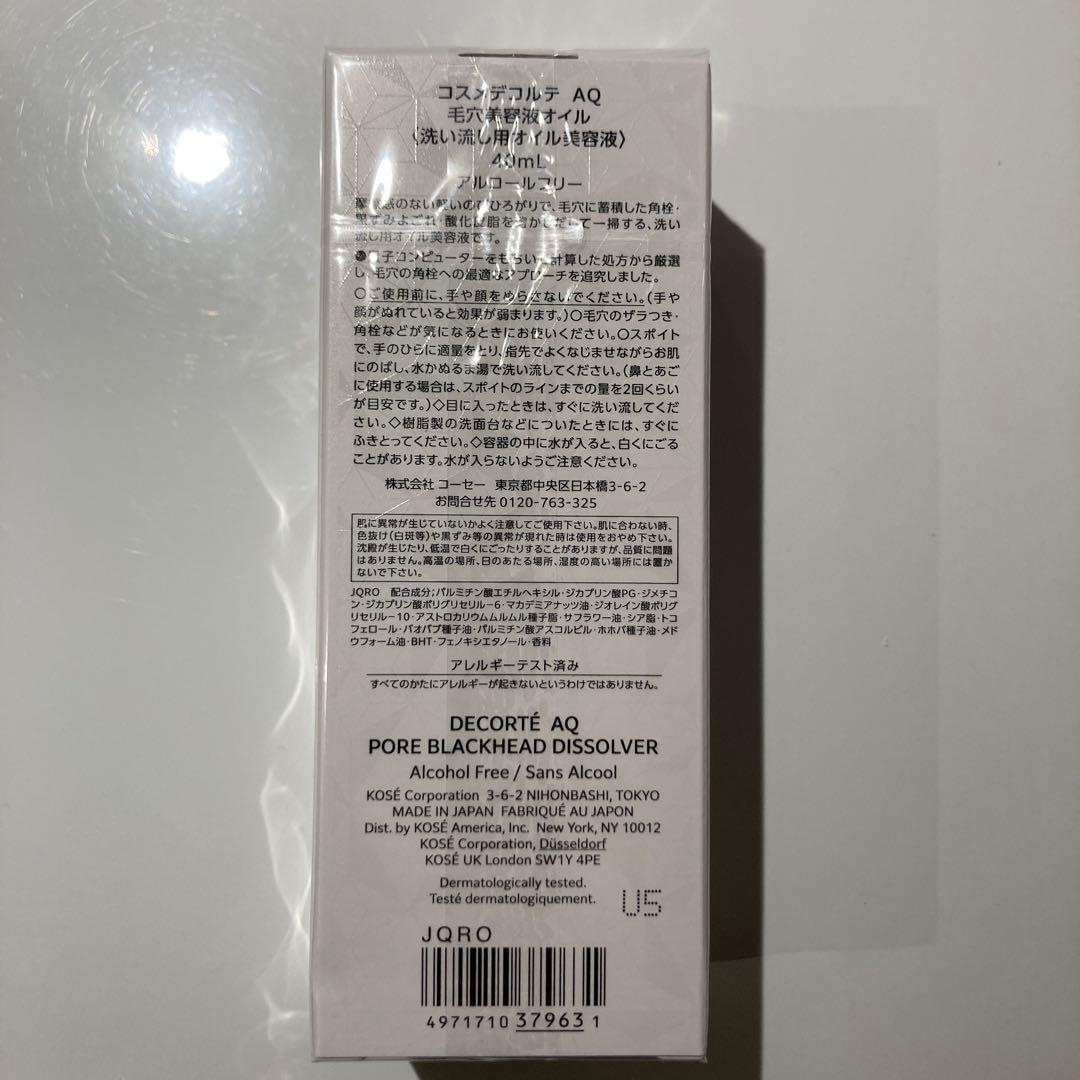 コスメデコルテ AQ
毛穴美容液オイル
〈洗い流し用オイル美容液〉
40mL
アルコールフリー
感のない軽いのびひろがりで、毛穴に蓄積した角栓・
黒ずみよごれ・酸化皮脂を溶かしだして一掃する、洗い
流し用オイル美容液です。
子コンピューターをもちいて計算した処方から厳選
し、毛穴の角栓への最適なアプローチを追究しました。
〇ご使用前に、手や顔をぬらさないでください。(手や
顔がぬれていると効果が弱まります。)〇毛穴のザラつき・
角栓などが気になるときにお使いください。〇スポイト
で、手のひらに適量をとり、指先でよくなじませながらお肌
にのばし、水かぬるま湯で洗い流してください。(鼻とあご
に使用する場合は、スポイトのラインまでの量を2回くらい
が目安です。)◇目に入ったときは、すぐに洗い流してくだ
さい。◇樹脂製の洗面台などについたときには、すぐに
ふきとってください。◇容器の中に水が入ると、白くにごる
ことがあります。水が入らないようご注意ください。
株式会社 コーセー 東京都中央区日本橋3-6-2
お問合せ先 0120-763-325
肌に異常が生じていないかよく注意してご使用下さい。肌に合わない時、
色抜け(白斑等)や黒ずみ等の異常が現れた時は使用をおやめ下さい。
沈殿が生じたり、低温で白くにごったりすることがありますが、品質に問題
はありません。高温の場所、日のあたる場所、湿度の高い場所には置か
ないで下さい。
JQRO 配合成分;パルミチン酸エチルヘキシル・ジカプリン酸PG・ジメチコ
ン・ジカプリン酸ポリグリセリル-6・マカデミアナッツ油・ジオレイン酸ポリグ
リセリル-10・アストロカリウムムルムル種子脂・サフラワー油・シア脂・トコ
フェロール・バオバブ種子油・パルミチン酸アスコルビル・ホホバ種子油・メド
ウフォーム油・BHT・フェノキシエタノール・香料
アレルギーテスト済み
すべてのかたにアレルギーが起きないというわけではありません。
DECORTÉ AQ
PORE BLACKHEAD DISSOLVER
Alcohol Free / Sans Alcool
KOSÉ Corporation 3-6-2 NIHONBASHI, TOKYO
MADE IN JAPAN FABRIQUÉ AU JAPON
Dist. by KOSÉ America, Inc. New York, NY 10012
KOSÉ Corporation, Düsseldorf
KOSÉ UK London SW1Y 4PE
Dermatologically tested.
Testé dermatologiquement.
U5
JQRO
4971710 37963 1